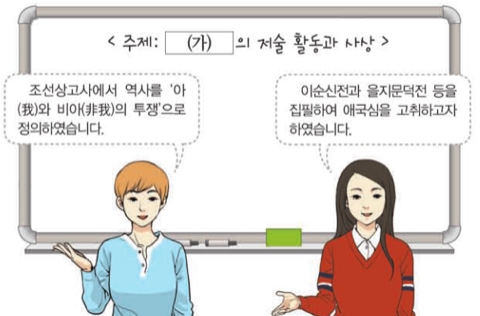 < 주제: (가) 의 저술 활동과 사상 >
조선상고사에서 역사를 '아
(我)와 비아(非我)의 투쟁'으로
정의하였습니다.
이순신전과 을지문덕전 등을
집필하여 애국심을 고취하고자
하였습니다.